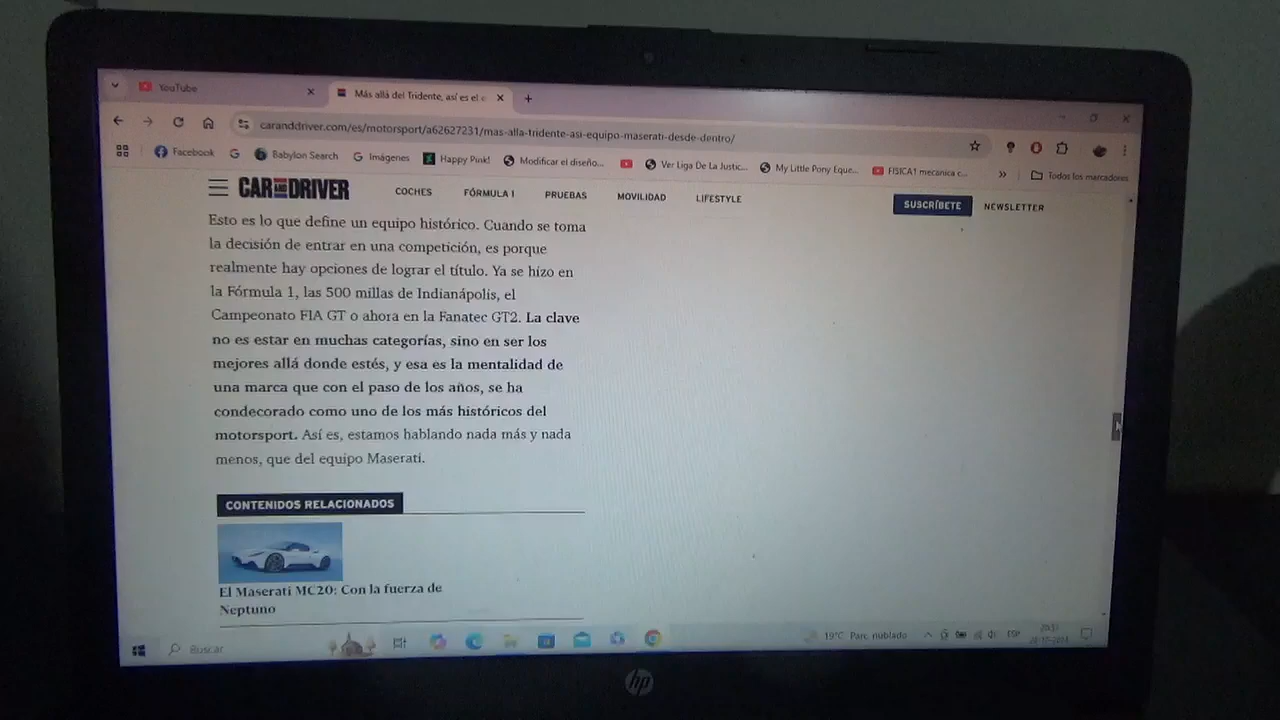 YouTube
Más allá del Tridente, así es el e
caranddriver.com/es/motorsport/a62627231/mas-alla-tridente-asi-equipo-maserati-desde-dentro/
Facebook
Babylon Search
Imágenes
Happy Pink!
Modificar el diseño...
Ver Liga De La Justic...
My Little Pony Eque...
FISICA1 mecanica c...
»
Todos los marcadores
CAR AND DRIVER
COCHES
FÓRMULA 1
PRUEBAS
MOVILIDAD
LIFESTYLE
SUSCRÍBETE
NEWSLETTER
Esto es lo que define un equipo histórico. Cuando se toma
la decisión de entrar en una competición, es porque
realmente hay opciones de lograr el título. Ya se hizo en
la Fórmula 1, las 500 millas de Indianápolis, el
Campeonato FIA GT o ahora en la Fanatec GT2. La clave
no es estar en muchas categorías, sino en ser los
mejores allá donde estés, y esa es la mentalidad de
una marca que con el paso de los años, se ha
condecorado como uno de los más históricos del
motorsport. Así es, estamos hablando nada más y nada
menos, que del equipo Maserati.
CONTENIDOS RELACIONADOS
El Maserati MC20: Con la fuerza de
Neptuno
Buscar
19°C Parc. nublado
ESP
hp